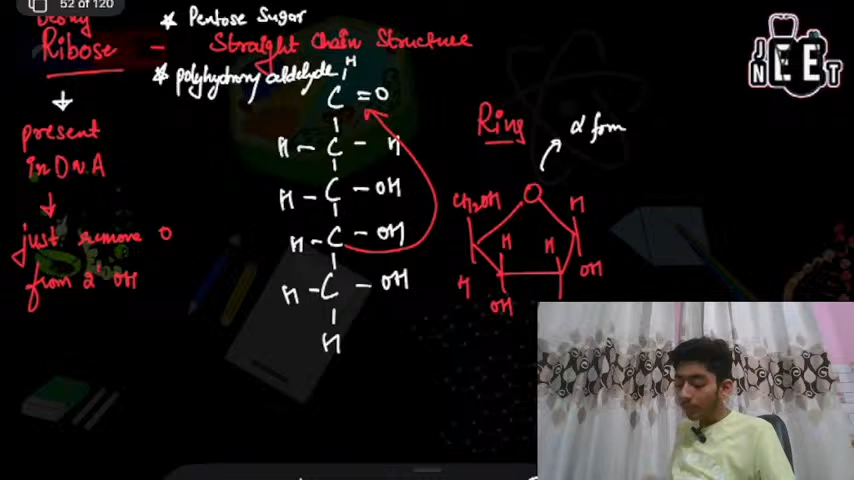 52 of 120
Deoxy
Ribose – Straight Chain Structure
* Pentose Sugar
* polyhydroxy aldehyde
present
in DNA
just remove O
from 2' OH
H
C = O
H – C – H
H – C – OH
H – C – OH
H – C – OH
H
Ring
α form
O
CH2OH H
H H
H OH
OH
J
NEET